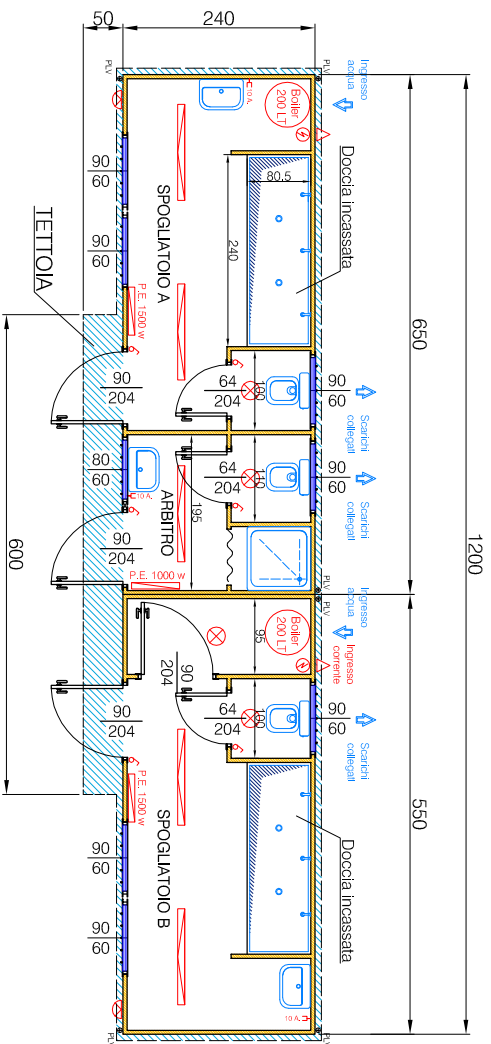 1200
650
550
Ingresso
acqua
Scarichi
collegati
Scarichi
collegati
Ingresso
acqua
Ingresso
corrente
Scarichi
collegati
PLV
PLV
PLV
PLV
Doccia incassata
Doccia incassata
90
60
90
60
90
60
Boiler
200 LT
Boiler
200 LT
80.5
240
100
110
95
100
64
204
64
204
64
204
90
204
195
10 A.
10 A.
10 A.
SPOGLIATOIO A
ARBITRO
SPOGLIATOIO B
P.E. 1500 w
P.E. 1000 w
P.E. 1500 w
90
60
90
60
90
204
80
60
90
204
90
204
90
60
90
60
PLV
PLV
TETTOIA
600
240
50